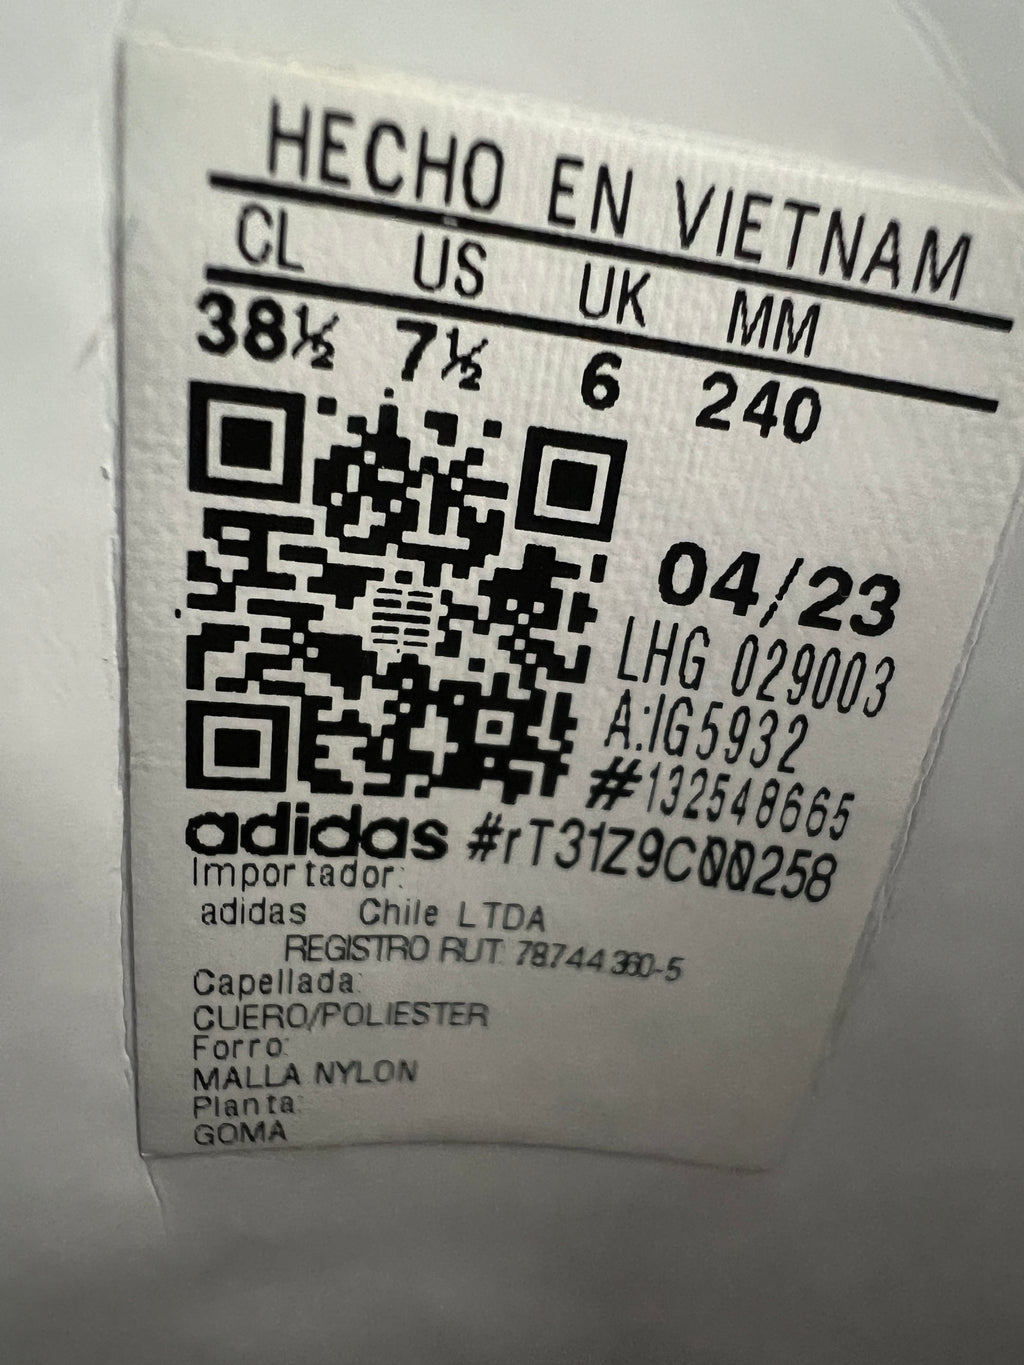 HECHO EN VIETNAM
CL US UK MM
38½ 7½ 6 240
04/23
LHG 029003
A:IG5932
#132548665
adidas #rT31Z9C00258
Importador:
adidas Chile LTDA
REGISTRO RUT: 78744360-5
Capellada:
CUERO/POLIESTER
Forro:
MALLA NYLON
Planta:
GOMA